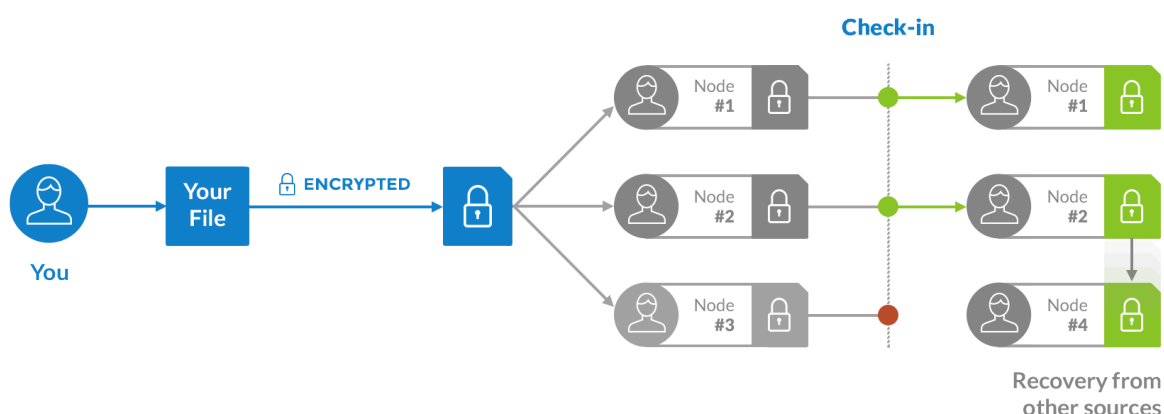 Check-in
Node
#1
Node
#1
Your
File
ENCRYPTED
Node
#2
Node
#2
You
Node
#3
Node
#4
Recovery from
other sources